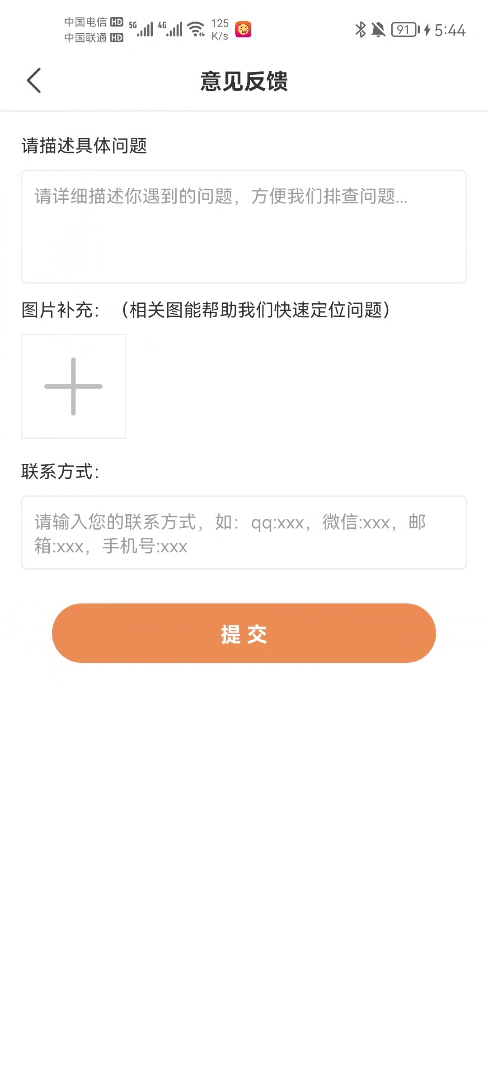 中国电信 HD 5G 4G 125 91 5:44
中国联通 HD K/s
意见反馈
请描述具体问题
请详细描述你遇到的问题，方便我们排查问题...
图片补充：（相关图能帮助我们快速定位问题）
联系方式：
请输入您的联系方式，如：qq:xxx，微信:xxx，邮
箱:xxx，手机号:xxx
提 交